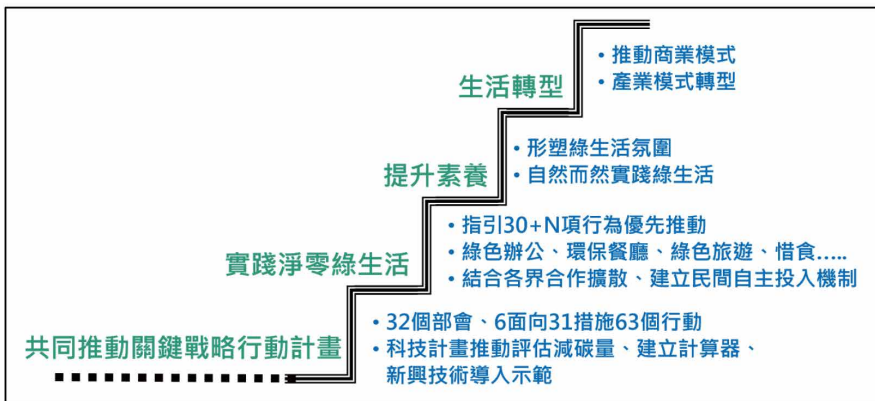 • 推動商業模式
• 產業模式轉型
生活轉型
• 形塑綠生活氛圍
• 自然而然實踐綠生活
提升素養
• 指引30+N項行為優先推動
• 綠色辦公、環保餐廳、綠色旅遊、惜食.....
• 結合各界合作擴散、建立民間自主投入機制
實踐淨零綠生活
• 32個部會、6面向31措施63個行動
• 科技計畫推動評估減碳量、建立計算器、
新興技術導入示範
共同推動關鍵戰略行動計畫